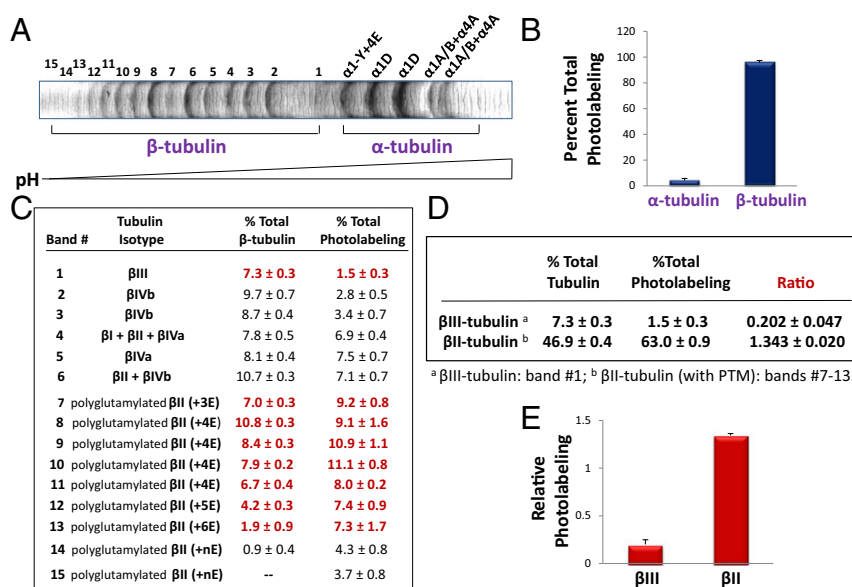 A
15 14 13 12 11 10 9 8 7 6 5 4 3 2 1 α1-Y+4E α1D α1D α1A/B+α4A α1A/B+α4A
β-tubulin α-tubulin
pH
B
Percent Total
Photolabeling
120
100
80
60
40
20
0
α-tubulin β-tubulin
C
Tubulin % Total % Total
Band # Isotype β-tubulin Photolabeling
1 βIII 7.3 ± 0.3 1.5 ± 0.3
2 βIVb 9.7 ± 0.7 2.8 ± 0.5
3 βIVb 8.7 ± 0.4 3.4 ± 0.7
4 βI + βII + βIVa 7.8 ± 0.5 6.9 ± 0.4
5 βIVa 8.1 ± 0.4 7.5 ± 0.7
6 βII + βIVb 10.7 ± 0.3 7.1 ± 0.7
7 polyglutamylated βII (+3E) 7.0 ± 0.3 9.2 ± 0.8
8 polyglutamylated βII (+4E) 10.8 ± 0.3 9.1 ± 1.6
9 polyglutamylated βII (+4E) 8.4 ± 0.3 10.9 ± 1.1
10 polyglutamylated βII (+4E) 7.9 ± 0.2 11.1 ± 0.8
11 polyglutamylated βII (+4E) 6.7 ± 0.4 8.0 ± 0.2
12 polyglutamylated βII (+5E) 4.2 ± 0.3 7.4 ± 0.9
13 polyglutamylated βII (+6E) 1.9 ± 0.9 7.3 ± 1.7
14 polyglutamylated βII (+nE) 0.9 ± 0.4 4.3 ± 0.8
15 polyglutamylated βII (+nE) -- 3.7 ± 0.8
D
% Total %Total
Tubulin Photolabeling Ratio
βIII-tubulin a 7.3 ± 0.3 1.5 ± 0.3 0.202 ± 0.047
βII-tubulin b 46.9 ± 0.4 63.0 ± 0.9 1.343 ± 0.020
a βIII-tubulin: band #1; b βII-tubulin (with PTM): bands #7-13.
E
Relative
Photolabeling
1.5
1
0.5
0
βIII βII